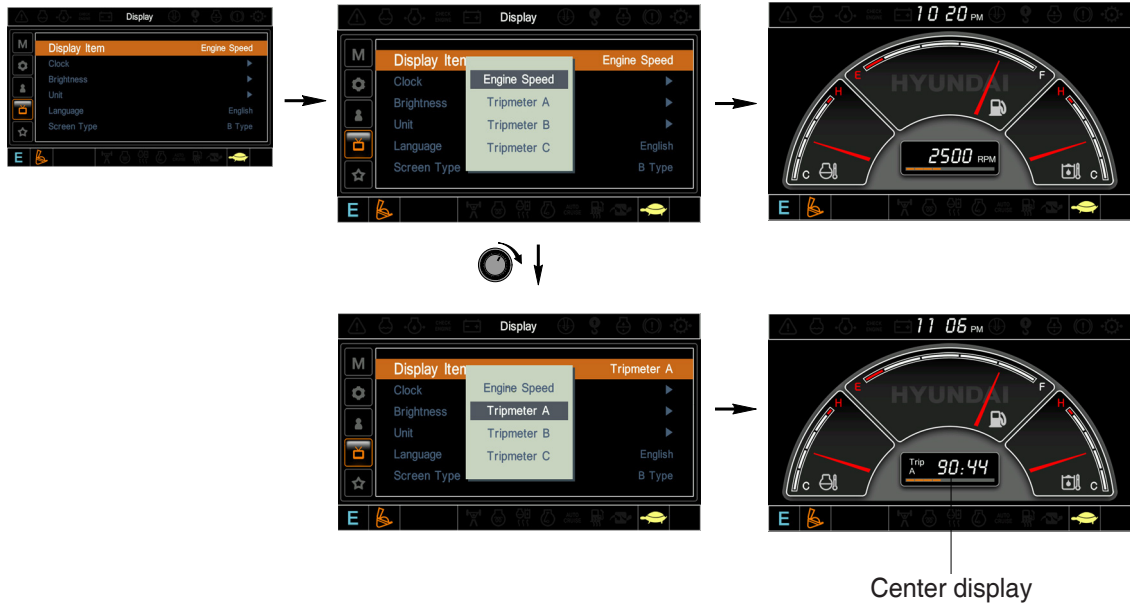 Display
M
Display Item Engine Speed
Clock
Brightness
Unit
Language English
Screen Type B Type
E
Display
M
Display Iten Engine Speed
Clock
Brightness
Unit
Language English
Screen Type B Type
Engine Speed
Tripmeter A
Tripmeter B
Tripmeter C
E
10 20 PM
HYUNDAI
E F
H H
C C
2500 RPM
E
Display
M
Display Iten Tripmeter A
Clock
Brightness
Unit
Language English
Screen Type B Type
Engine Speed
Tripmeter A
Tripmeter B
Tripmeter C
E
11 06 PM
HYUNDAI
E F
H H
C C
Trip
A 90:44
E
Center display